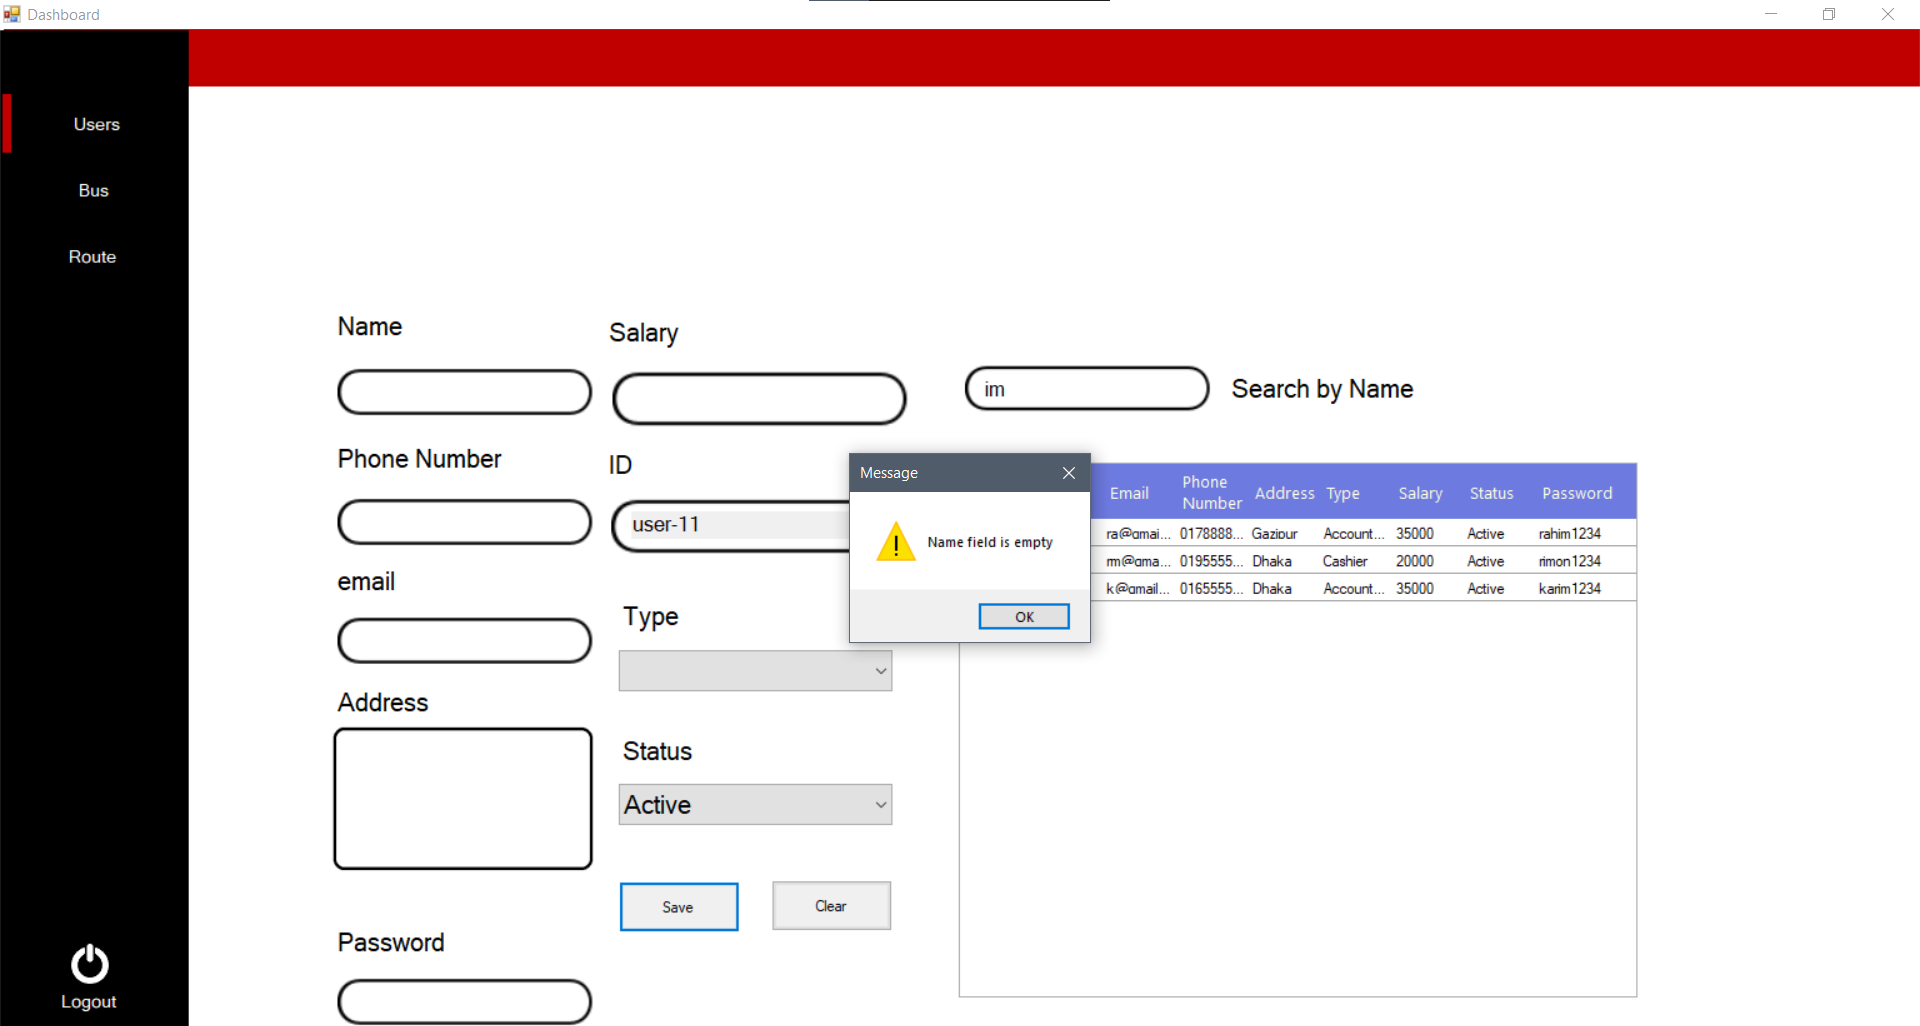 Dashboard
Users
Bus
Route
Logout
Name
Salary
im
Search by Name
Phone Number
ID
user-11
email
Type
Address
Status
Active
Save
Clear
Password
Message
Name field is empty
OK
Email Phone Number Address Type Salary Status Password
ra@gmai... 0178888... Gazipur Account... 35000 Active rahim1234
rm@gma... 0195555... Dhaka Cashier 20000 Active rimon1234
k@gmail... 0165555... Dhaka Account... 35000 Active karim1234